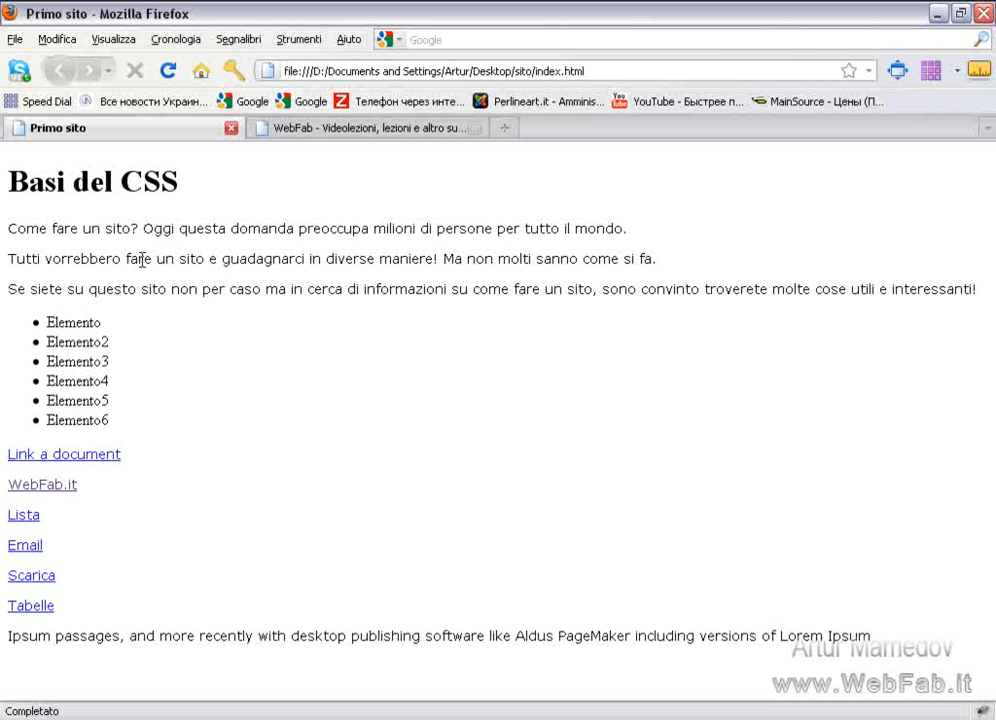 Primo sito - Mozilla Firefox
File Modifica Visualizza Cronologia Segnalibri Strumenti Aiuto Google
file:///D:/Documents and Settings/Artur/Desktop/sito/index.html
Speed Dial Все новости Украин... Google Google Телефон через инте... Perlineart.it - Amminis... YouTube - Быстрее п... MainSource - Цены (П...
Primo sito WebFab - Videolezioni, lezioni e altro su...
Basi del CSS
Come fare un sito? Oggi questa domanda preoccupa milioni di persone per tutto il mondo.
Tutti vorrebbero fare un sito e guadagnarci in diverse maniere! Ma non molti sanno come si fa.
Se siete su questo sito non per caso ma in cerca di informazioni su come fare un sito, sono convinto troverete molte cose utili e interessanti!
Elemento
Elemento2
Elemento3
Elemento4
Elemento5
Elemento6
Link a document
WebFab.it
Lista
Email
Scarica
Tabelle
Ipsum passages, and more recently with desktop publishing software like Aldus PageMaker including versions of Lorem Ipsum
Artur Mamedov
www.WebFab.it
Completato